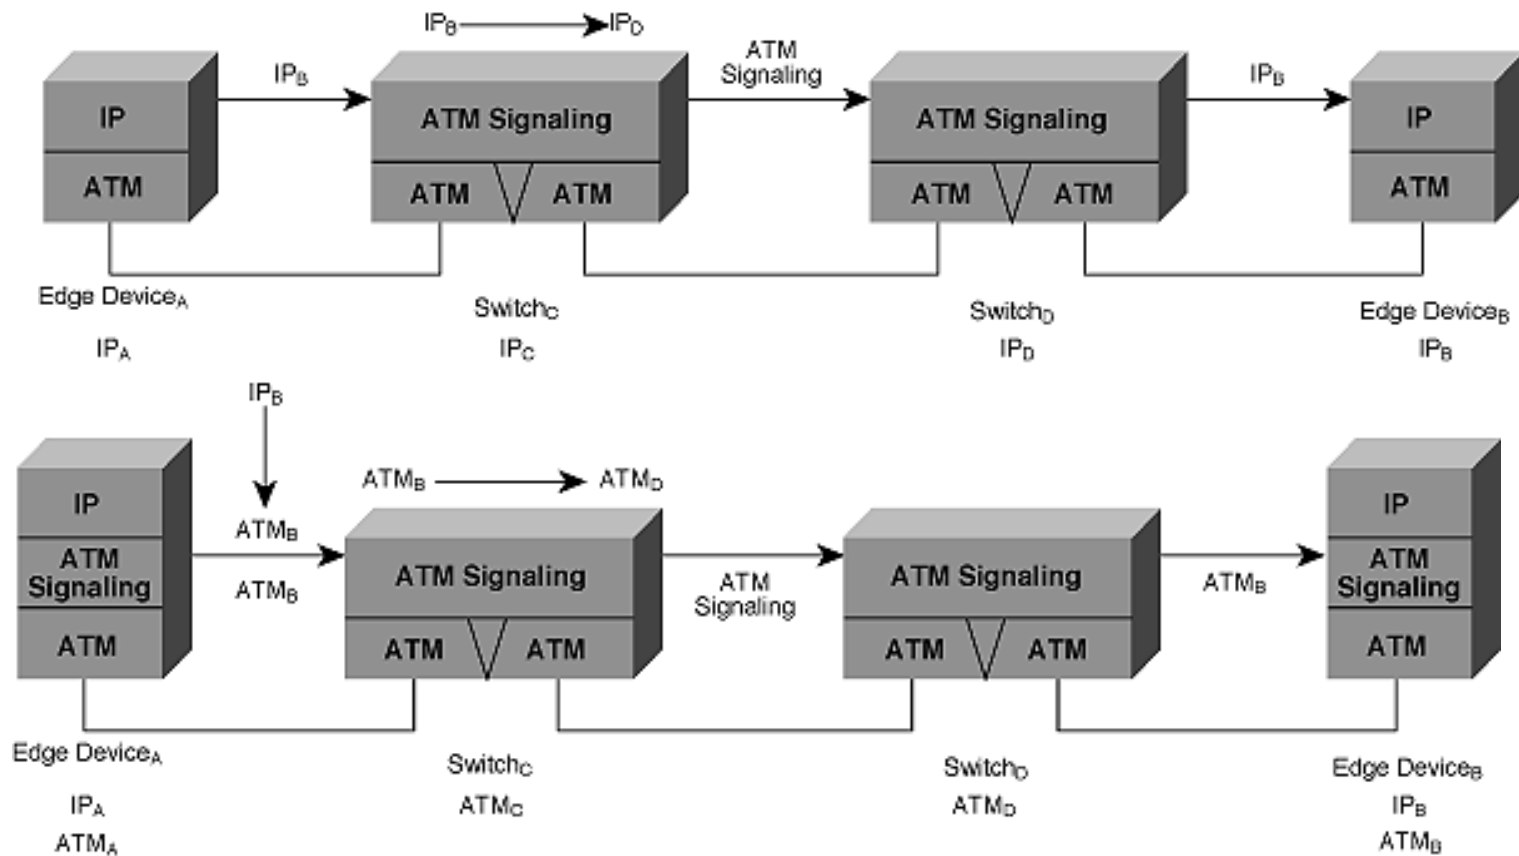 IPB IPD
IPB
ATM
Signaling
IPB
IP
ATM Signaling
ATM Signaling
IP
ATM
ATM
ATM
ATM
ATM
ATM
Edge DeviceA
SwitchC
SwitchD
Edge DeviceB
IPA
IPC
IPD
IPB
IPB
ATMB ATMD
IP
IP
ATMB
ATM
Signaling
ATMB
ATM Signaling
ATM
Signaling
ATM Signaling
ATMB
ATM
Signaling
ATM
ATM
ATM
ATM
ATM
ATM
Edge DeviceA
SwitchC
SwitchD
Edge DeviceB
IPA
ATMC
ATMD
IPB
ATMA
ATMB